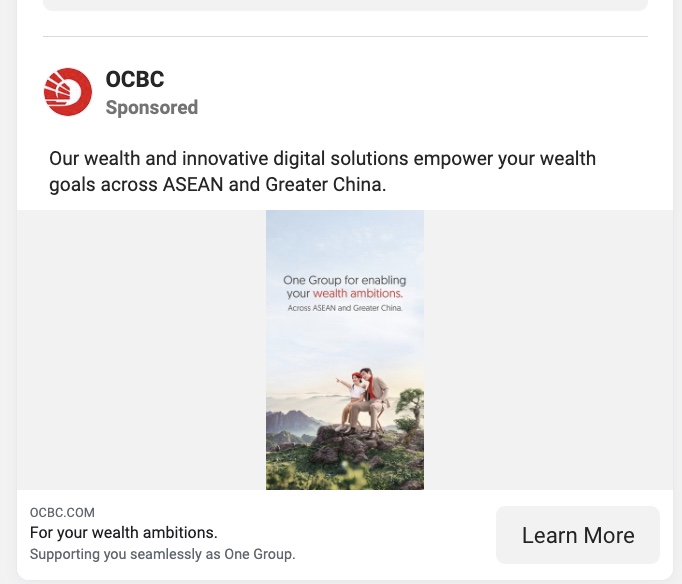 OCBC
Sponsored
Our wealth and innovative digital solutions empower your wealth
goals across ASEAN and Greater China.
One Group for enabling
your wealth ambitions.
Across ASEAN and Greater China.
OCBC.COM
For your wealth ambitions.
Supporting you seamlessly as One Group.
Learn More